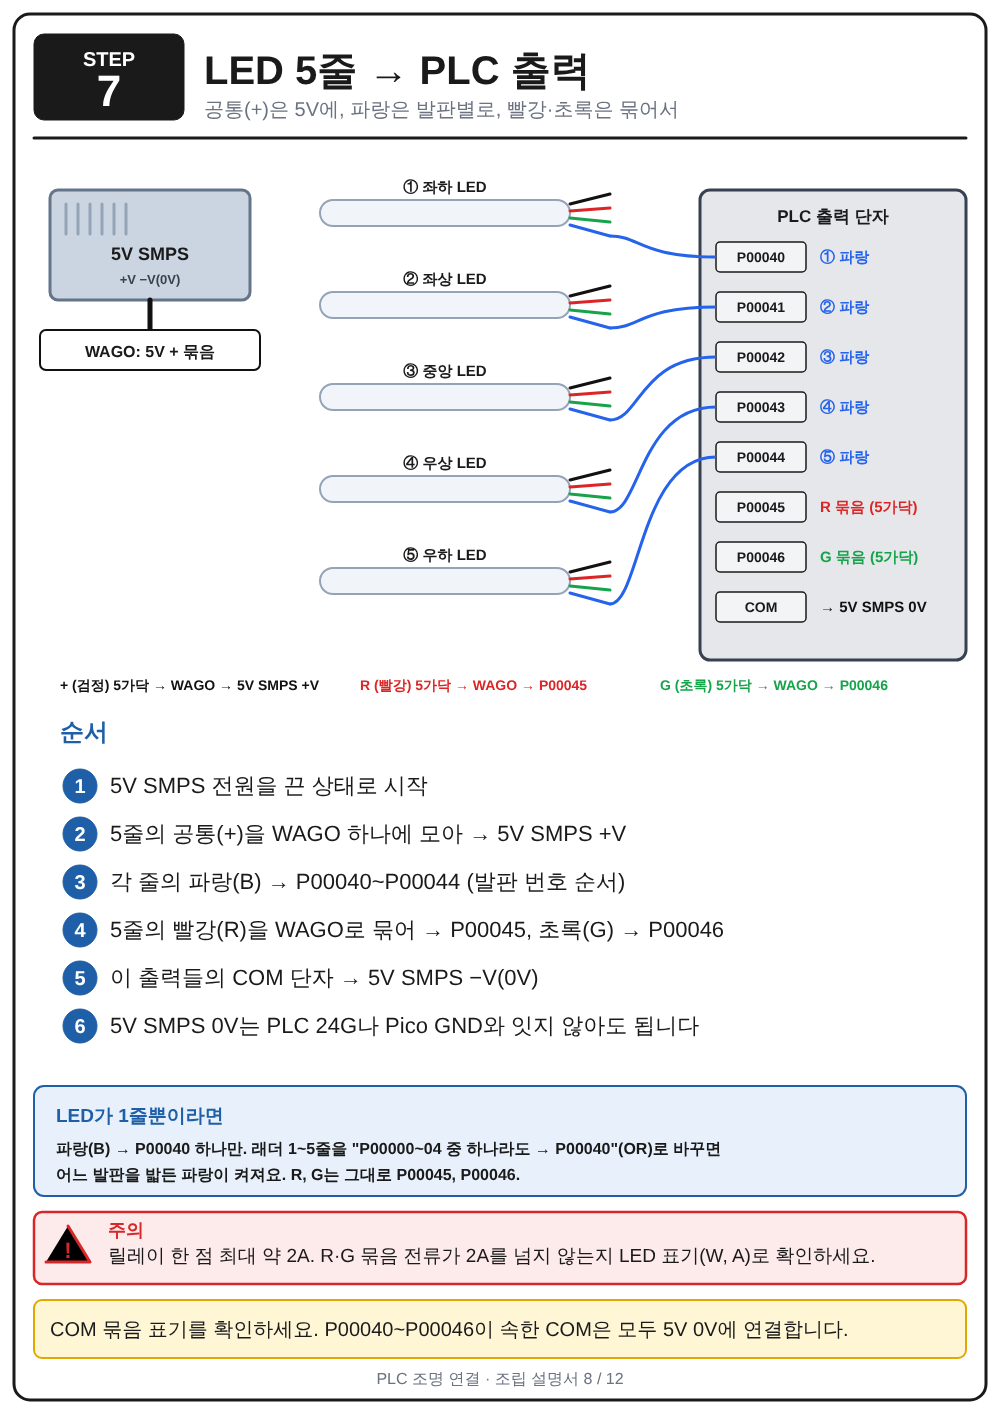 STEP
7
LED 5줄 → PLC 출력
공통(+)은 5V에, 파랑은 발판별로, 빨강·초록은 묶어서
5V SMPS
+V −V(0V)
WAGO: 5V + 묶음
① 좌하 LED
② 좌상 LED
③ 중앙 LED
④ 우상 LED
⑤ 우하 LED
PLC 출력 단자
P00040 ① 파랑
P00041 ② 파랑
P00042 ③ 파랑
P00043 ④ 파랑
P00044 ⑤ 파랑
P00045 R 묶음 (5가닥)
P00046 G 묶음 (5가닥)
COM → 5V SMPS 0V
+ (검정) 5가닥 → WAGO → 5V SMPS +V
R (빨강) 5가닥 → WAGO → P00045
G (초록) 5가닥 → WAGO → P00046
순서
1 5V SMPS 전원을 끈 상태로 시작
2 5줄의 공통(+)을 WAGO 하나에 모아 → 5V SMPS +V
3 각 줄의 파랑(B) → P00040~P00044 (발판 번호 순서)
4 5줄의 빨강(R)을 WAGO로 묶어 → P00045, 초록(G) → P00046
5 이 출력들의 COM 단자 → 5V SMPS −V(0V)
6 5V SMPS 0V는 PLC 24G나 Pico GND와 잇지 않아도 됩니다
LED가 1줄뿐이라면
파랑(B) → P00040 하나만. 래더 1~5줄을 "P00000~04 중 하나라도 → P00040"(OR)로 바꾸면
어느 발판을 밟든 파랑이 켜져요. R, G는 그대로 P00045, P00046.
!
주의
릴레이 한 점 최대 약 2A. R·G 묶음 전류가 2A를 넘지 않는지 LED 표기(W, A)로 확인하세요.
COM 묶음 표기를 확인하세요. P00040~P00046이 속한 COM은 모두 5V 0V에 연결합니다.
PLC 조명 연결 · 조립 설명서 8 / 12